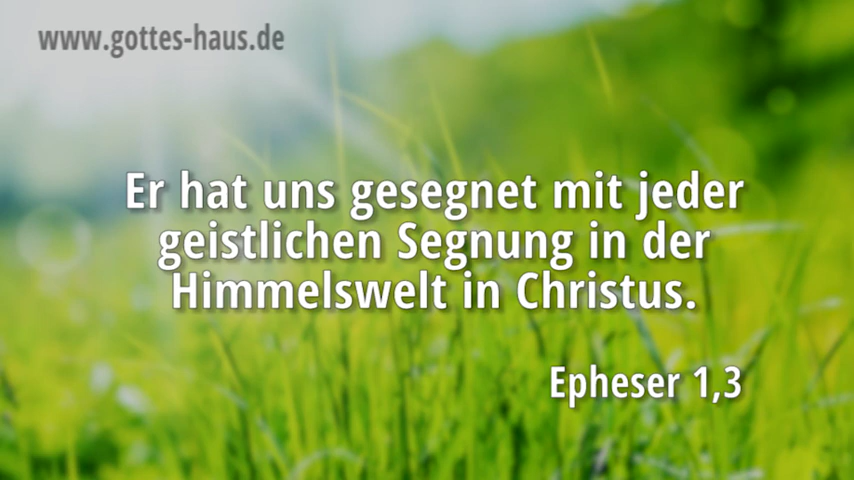 www.gottes-haus.de
Er hat uns gesegnet mit jeder
geistlichen Segnung in der
Himmelswelt in Christus.
Epheser 1,3